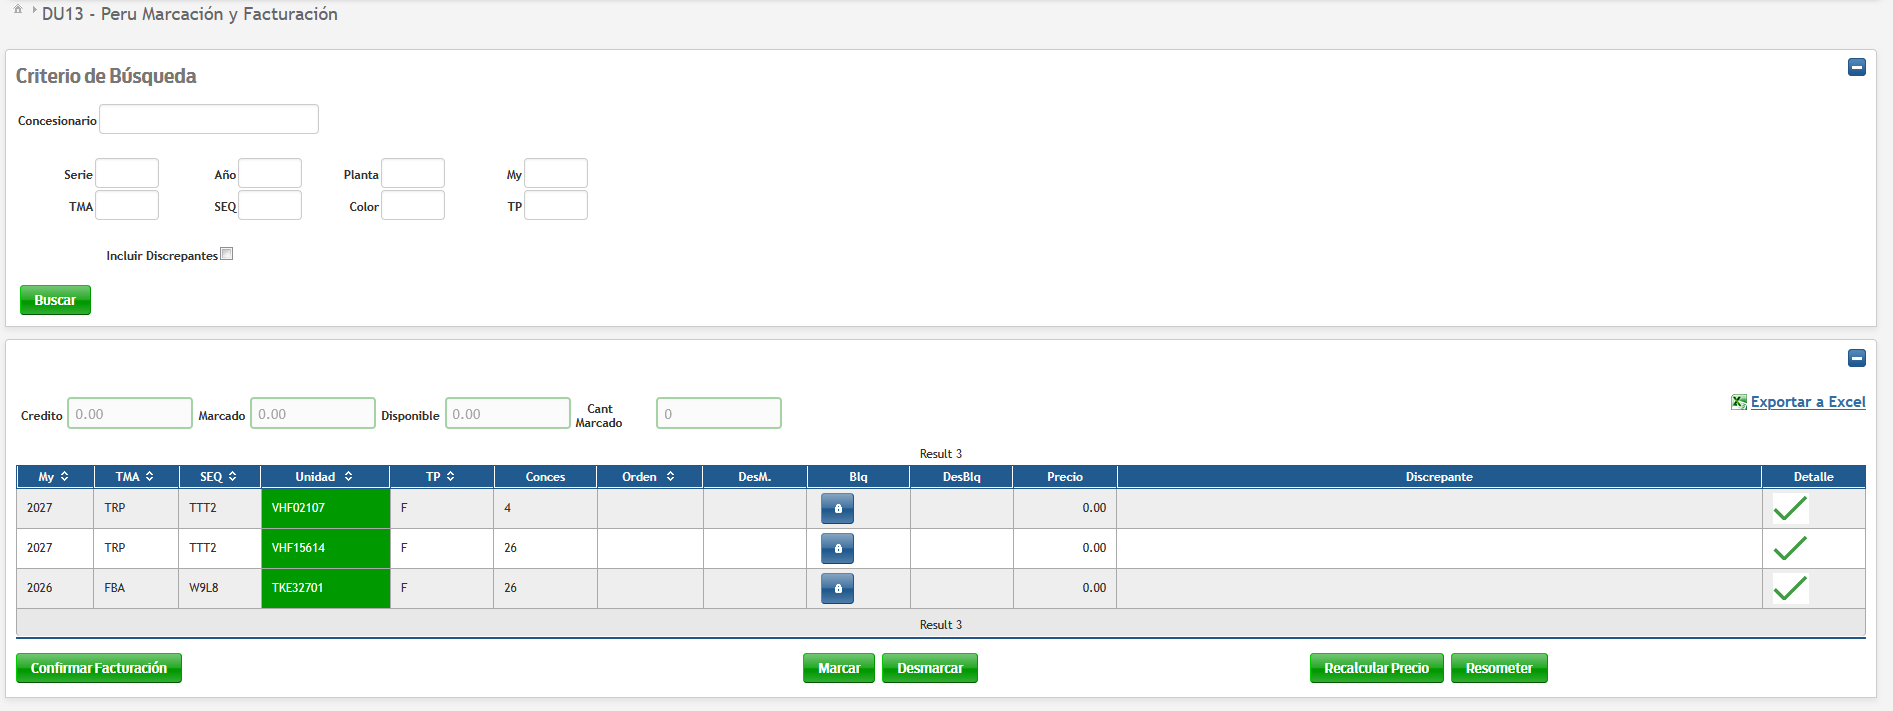 DU13 - Peru Marcación y Facturación
Criterio de Búsqueda
Concesionario
Serie Año Planta My
TMA SEQ Color TP
Incluir Discrepantes
Buscar
Credito 0.00 Marcado 0.00 Disponible 0.00 Cant Marcado 0
Exportar a Excel
Result 3
My TMA SEQ Unidad TP Conces Orden DesM. Blq DesBlq Precio Discrepante Detalle
2027 TRP TTT2 VHF02107 F 4 0.00
2027 TRP TTT2 VHF15614 F 26 0.00
2026 FBA W9L8 TKE32701 F 26 0.00
Result 3
Confirmar Facturación Marcar Desmarcar Recalcular Precio Resometer